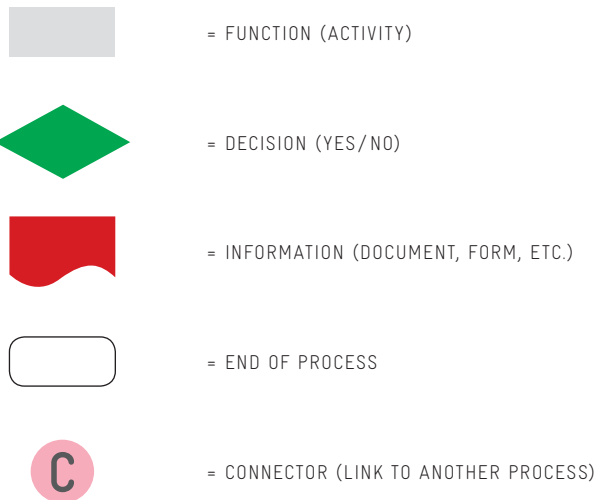 = FUNCTION (ACTIVITY)
= DECISION (YES/NO)
= INFORMATION (DOCUMENT, FORM, ETC.)
= END OF PROCESS
C = CONNECTOR (LINK TO ANOTHER PROCESS)